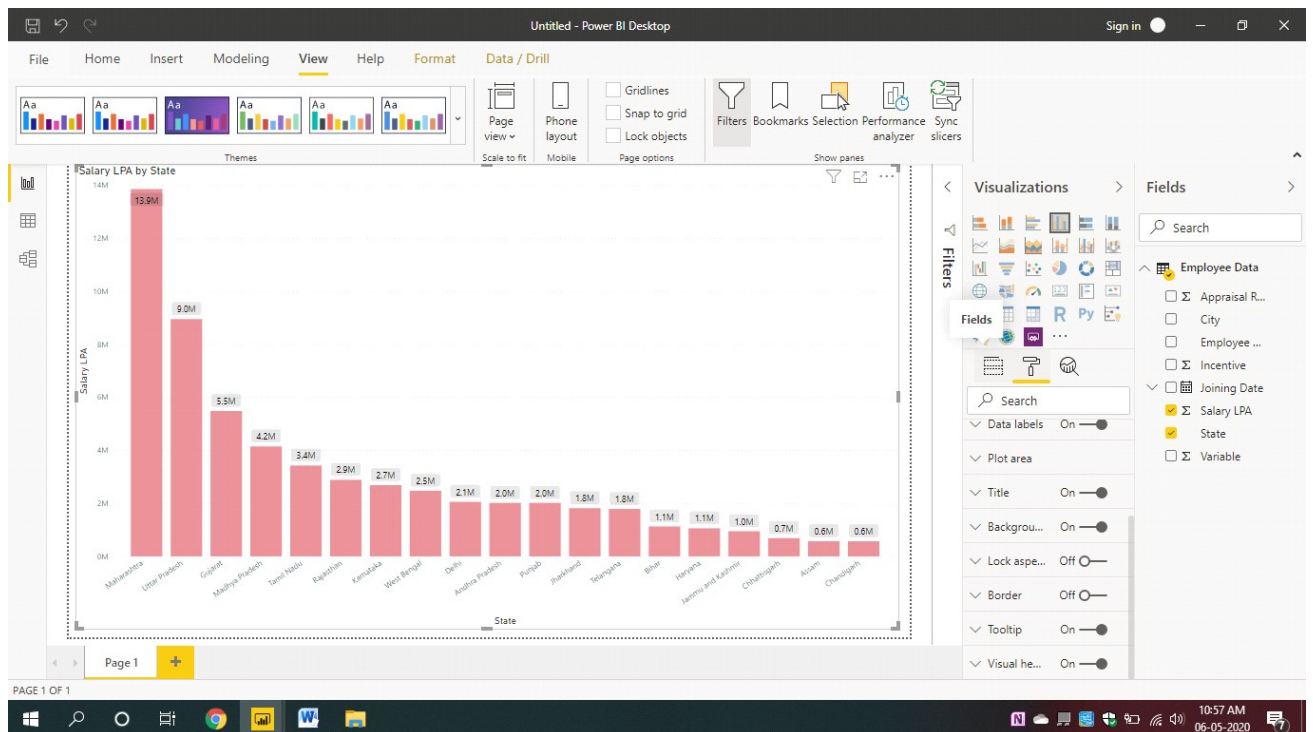 Untitled - Power BI Desktop
Sign in
File Home Insert Modeling View Help Format Data / Drill
Aa Aa Aa Aa Aa Aa
Themes
Page view
Scale to fit
Phone layout
Mobile
Gridlines
Snap to grid
Lock objects
Page options
Filters Bookmarks Selection Performance analyzer Sync slicers
Show panes
Salary LPA by State
14M
12M
10M
8M
6M
4M
2M
0M
Salary LPA
13.9M
9.0M
5.5M
4.2M
3.4M
2.9M
2.7M
2.5M
2.1M
2.0M
2.0M
1.8M
1.8M
1.1M
1.1M
1.0M
0.7M
0.6M
0.6M
Maharashtra
Uttar Pradesh
Gujarat
Madhya Pradesh
Tamil Nadu
Rajasthan
Karnataka
West Bengal
Delhi
Andhra Pradesh
Punjab
Jharkhand
Telangana
Bihar
Haryana
Jammu and Kashmir
Chhattisgarh
Assam
Chandigarh
State
Filters
Visualizations
R Py
Fields
Search
Data labels On
Plot area
Title On
Backgrou... On
Lock aspe... Off
Border Off
Tooltip On
Visual he... On
Fields
Search
Employee Data
Σ Appraisal R...
City
Employee ...
Σ Incentive
Joining Date
Σ Salary LPA
State
Σ Variable
Page 1
PAGE 1 OF 1
10:57 AM
06-05-2020